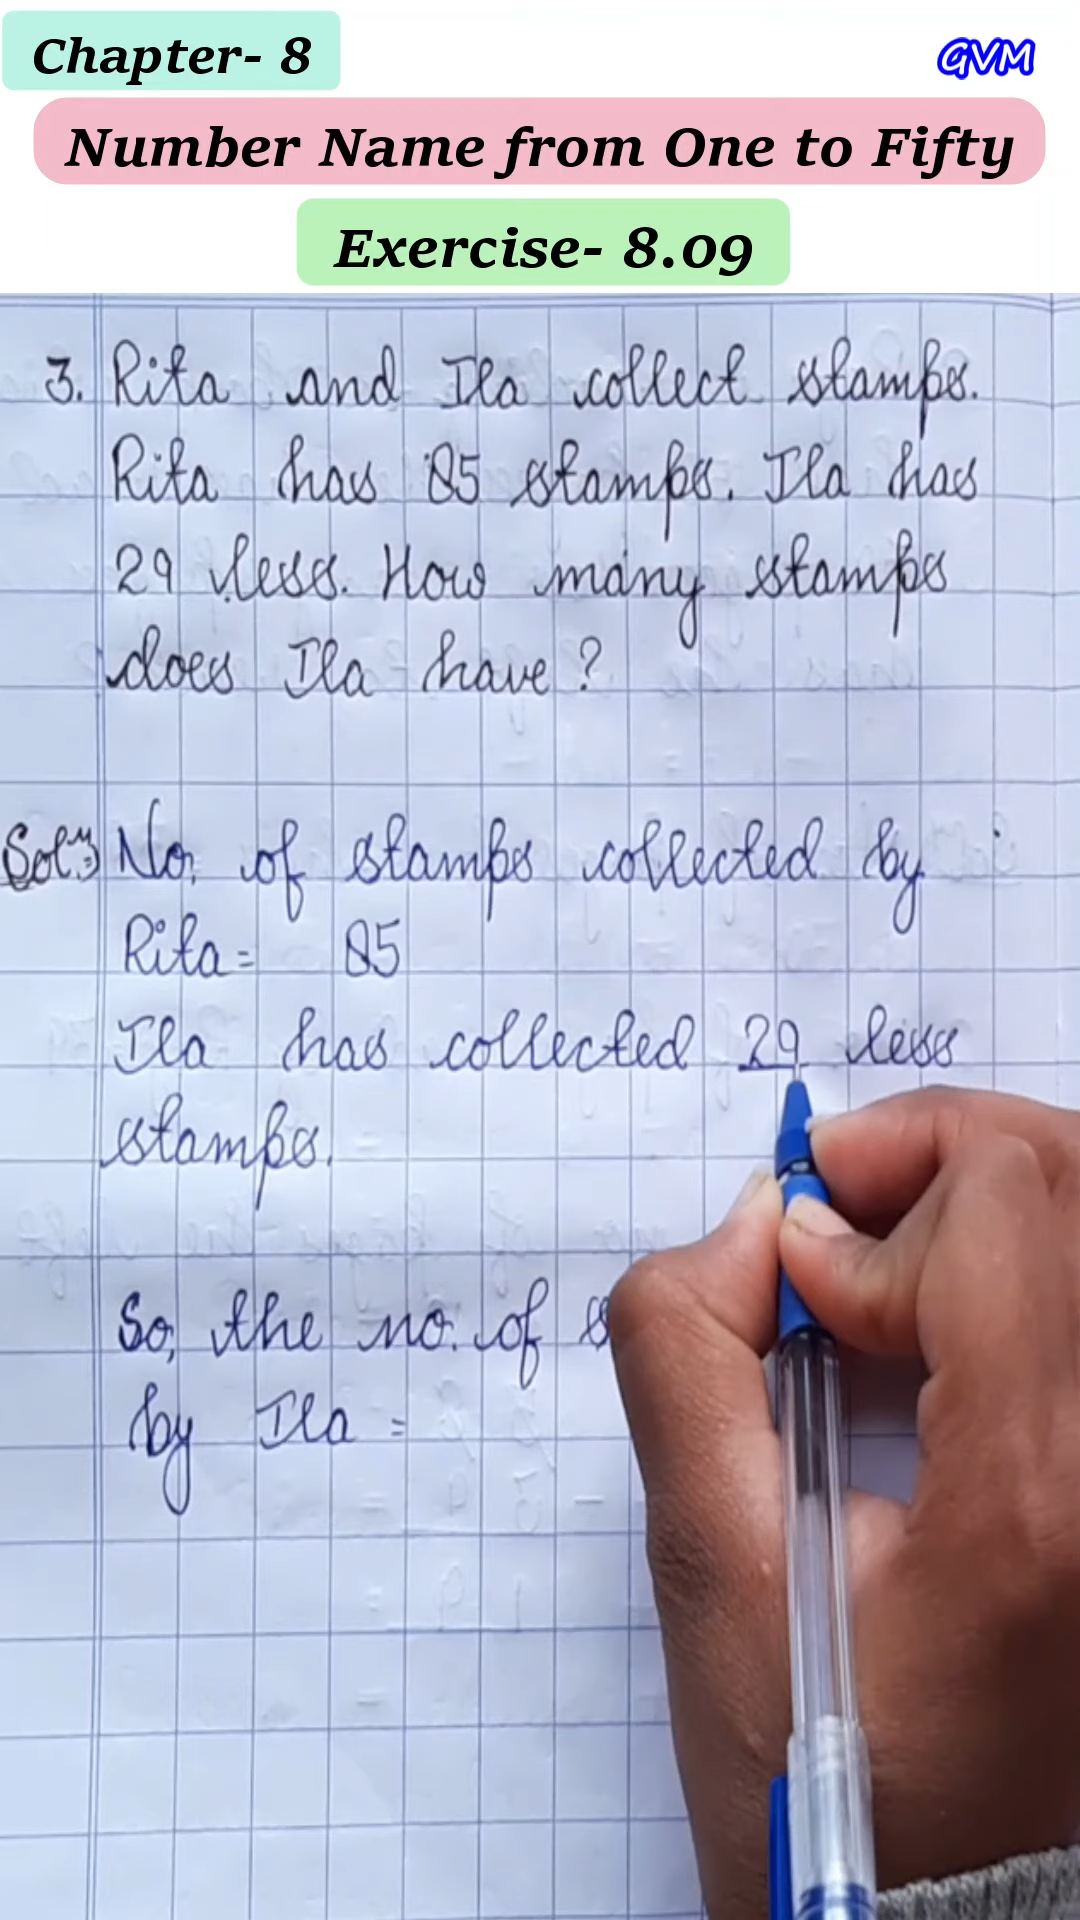 Chapter- 8
GVM
Number Name from One to Fifty
Exercise- 8.09
3. Rita and Ila collect stamps.
Rita has 85 stamps. Ila has
29 less. How many stamps
does Ila have?
Solⁿ:) No. of stamps collected by
Rita = 85
Ila has collected 29 less
stamps.
So, the no. of s
by Ila =